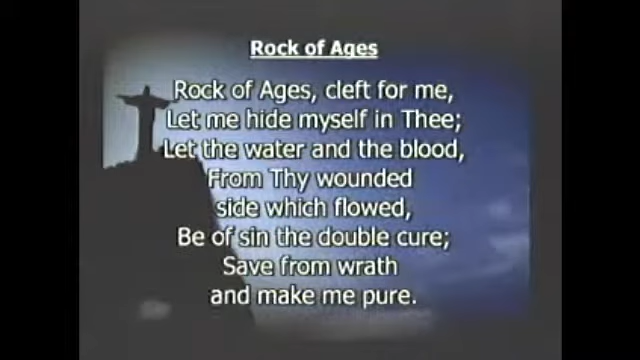 Rock of Ages
Rock of Ages, cleft for me,
Let me hide myself in Thee;
Let the water and the blood,
From Thy wounded
side which flowed,
Be of sin the double cure;
Save from wrath
and make me pure.